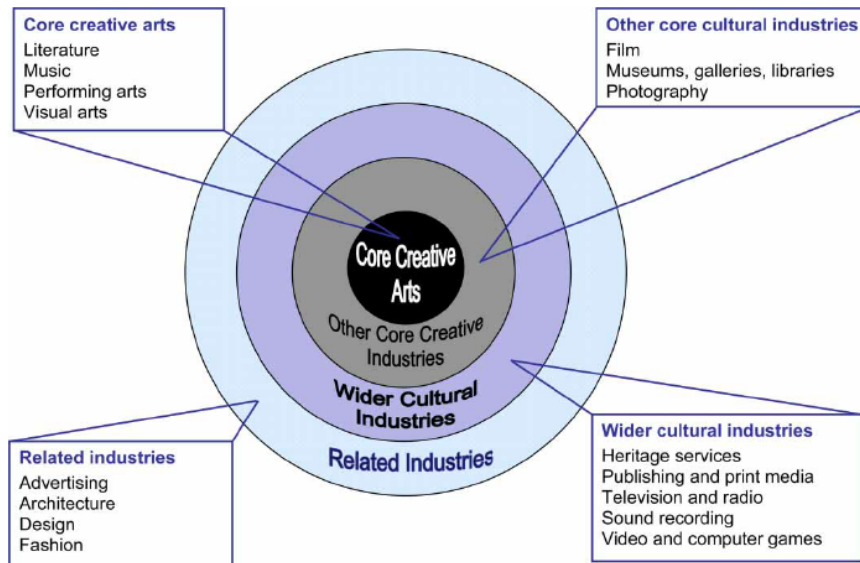 Core creative arts
Literature
Music
Performing arts
Visual arts
Other core cultural industries
Film
Museums, galleries, libraries
Photography
Core Creative
Arts
Other Core Creative
Industries
Wider Cultural
Industries
Related Industries
Related industries
Advertising
Architecture
Design
Fashion
Wider cultural industries
Heritage services
Publishing and print media
Television and radio
Sound recording
Video and computer games